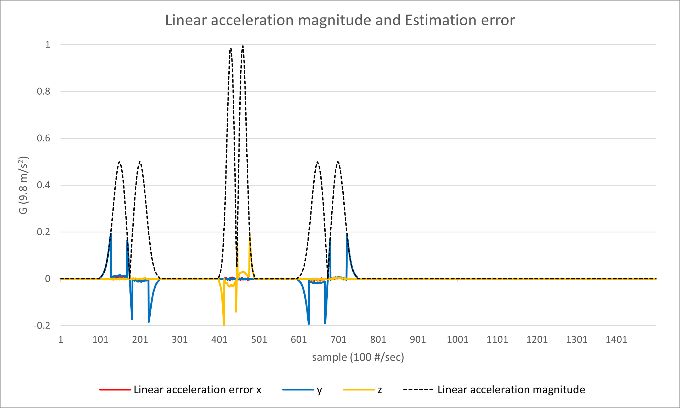 Linear acceleration magnitude and Estimation error
1
0.8
0.6
0.4
0.2
0
-0.2
G (9.8 m/s²)
1 101 201 301 401 501 601 701 801 901 1001 1101 1201 1301 1401
sample (100 #/sec)
Linear acceleration error x y z Linear acceleration magnitude